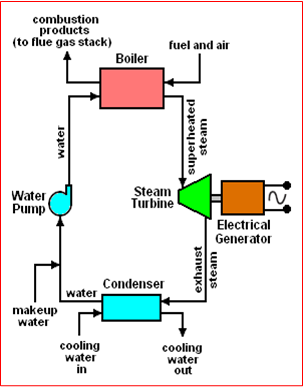 combustion
products
(to flue gas stack)
fuel and air
Boiler
water
superheated
steam
Water
Pump
Steam
Turbine
Electrical
Generator
exhaust
steam
makeup
water
water
Condenser
cooling
water
in
cooling
water
out